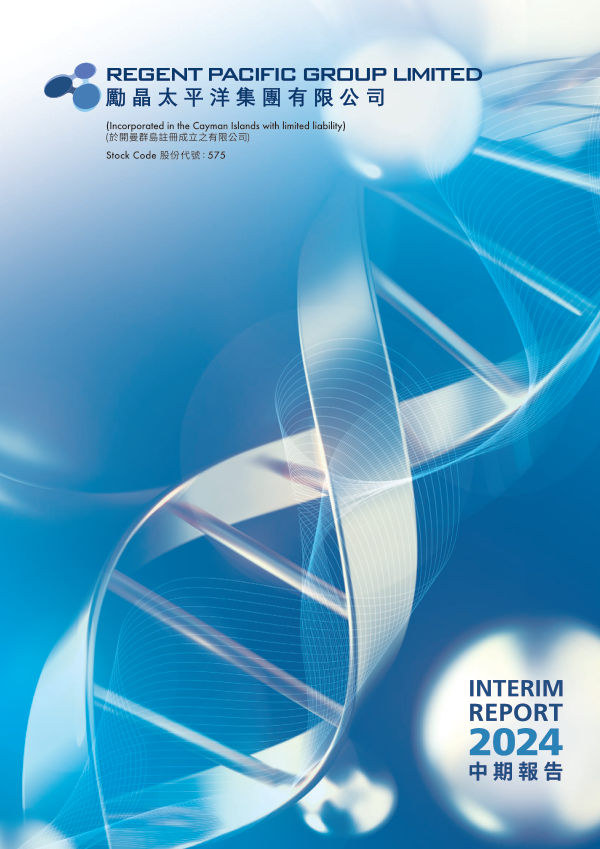 REGENT PACIFIC GROUP LIMITED
勵晶太平洋集團有限公司
(Incorporated in the Cayman Islands with limited liability)
(於開曼群島註冊成立之有限公司)
Stock Code 股份代號：575
INTERIM
REPORT
2024
中期報告